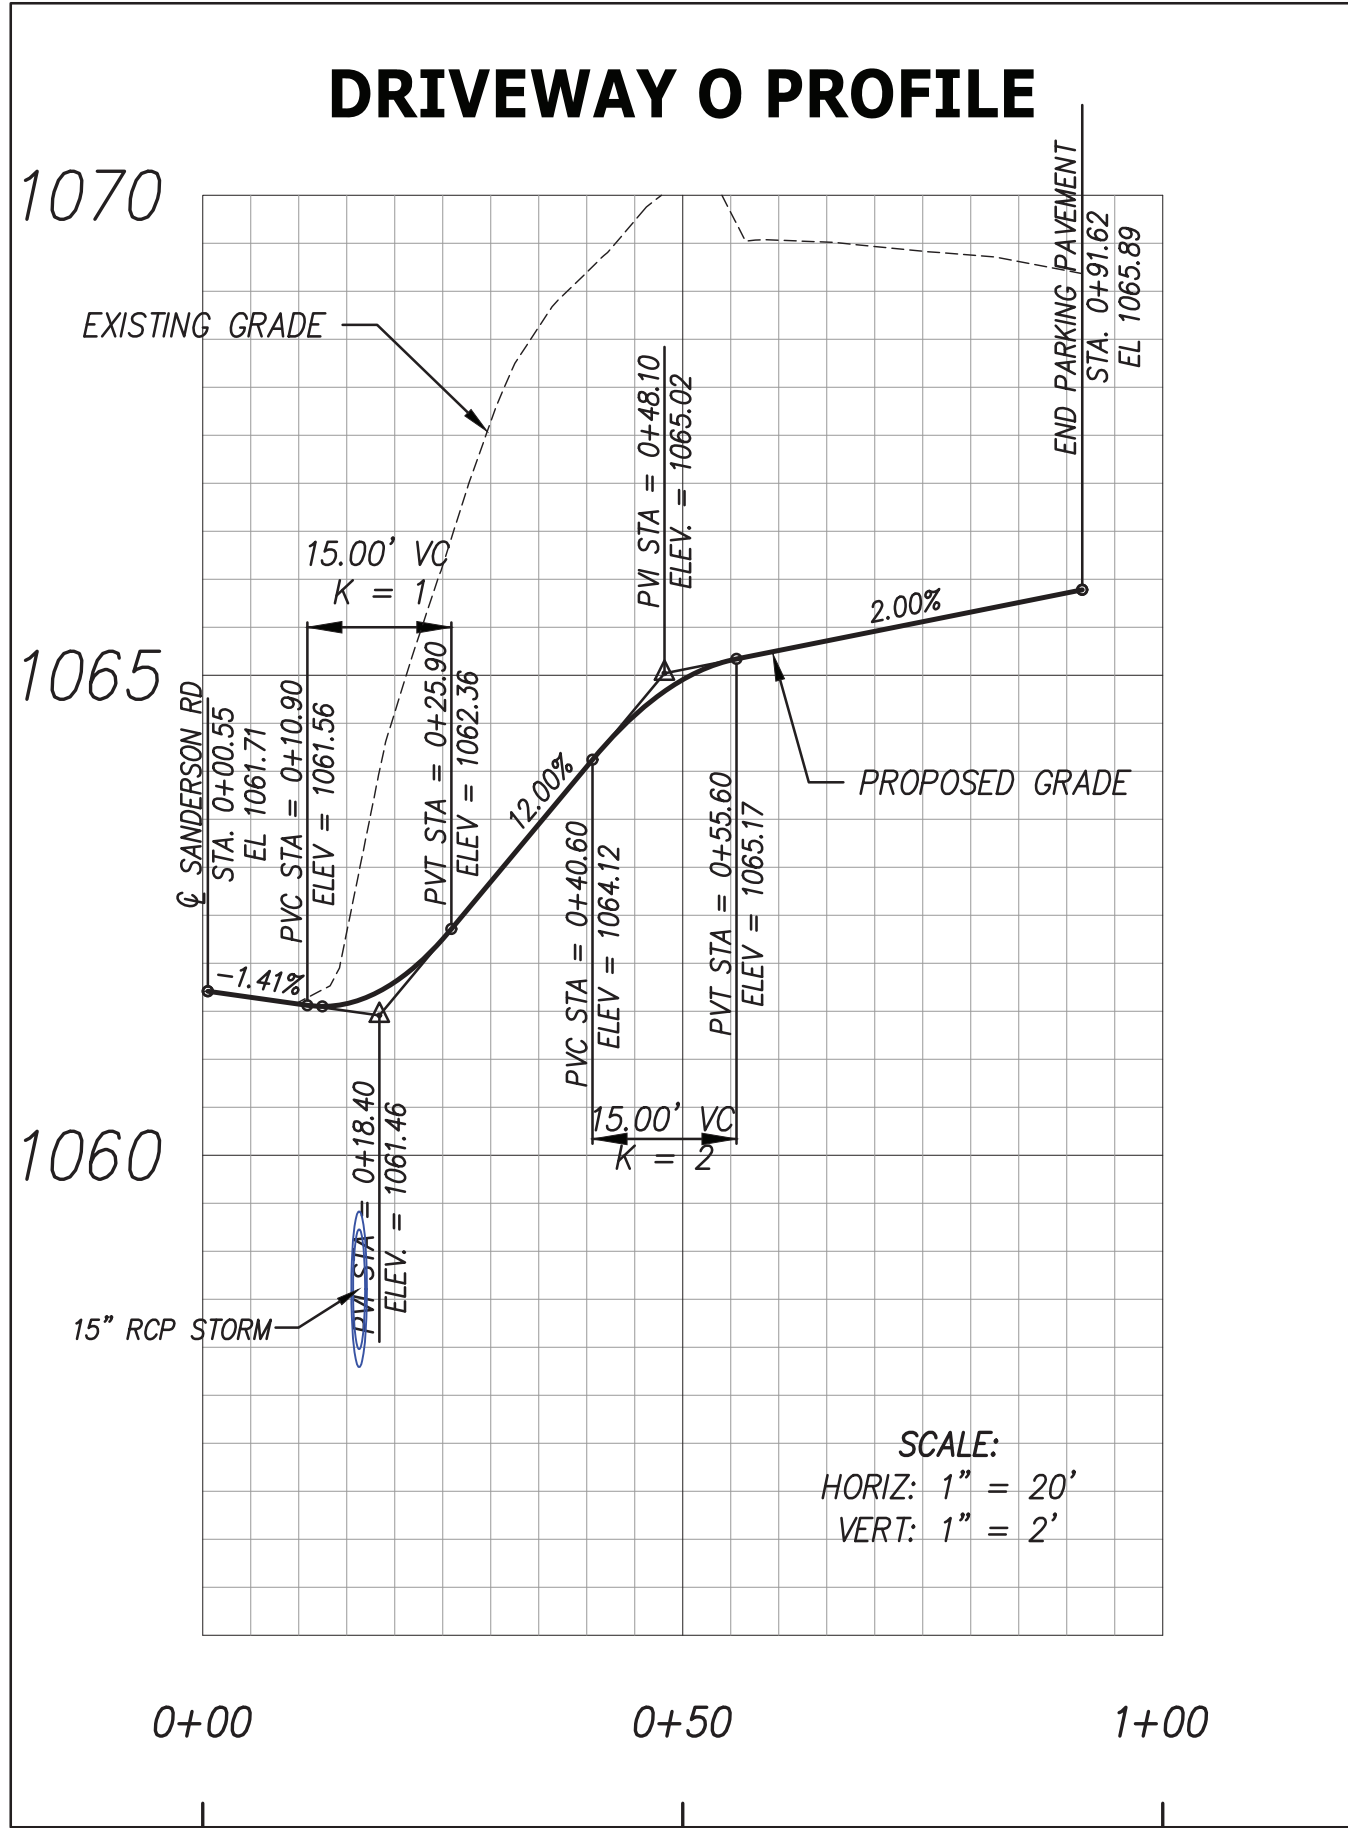 DRIVEWAY O PROFILE
1070
1065
1060
EXISTING GRADE
15.00' VC
K = 1
℄ SANDERSON RD
STA. 0+00.55
EL 1061.71
PVC STA = 0+10.90
ELEV = 1061.56
PVT STA = 0+25.90
ELEV = 1062.36
-1.41%
12.00%
PVI STA = 0+18.40
ELEV. = 1061.46
15" RCP STORM
PVI STA = 0+48.10
ELEV. = 1065.02
PVC STA = 0+40.60
ELEV = 1064.12
PVT STA = 0+55.60
ELEV = 1065.17
15.00' VC
K = 2
2.00%
PROPOSED GRADE
END PARKING PAVEMENT
STA. 0+91.62
EL 1065.89
SCALE:
HORIZ: 1" = 20'
VERT: 1" = 2'
0+00
0+50
1+00